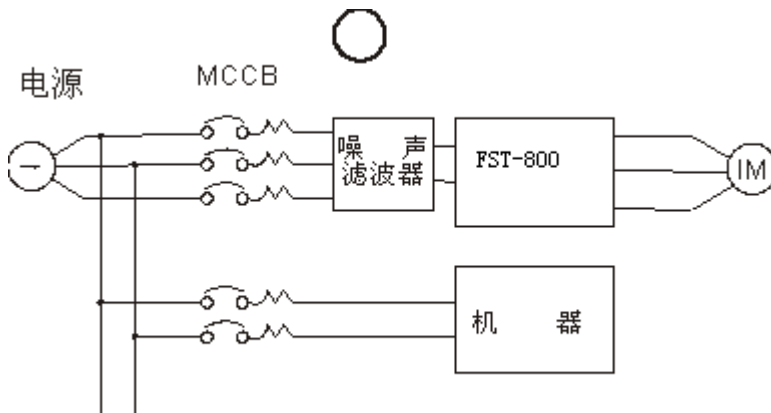 电源
MCCB
噪 声
滤波器
FST-800
IM
机 器